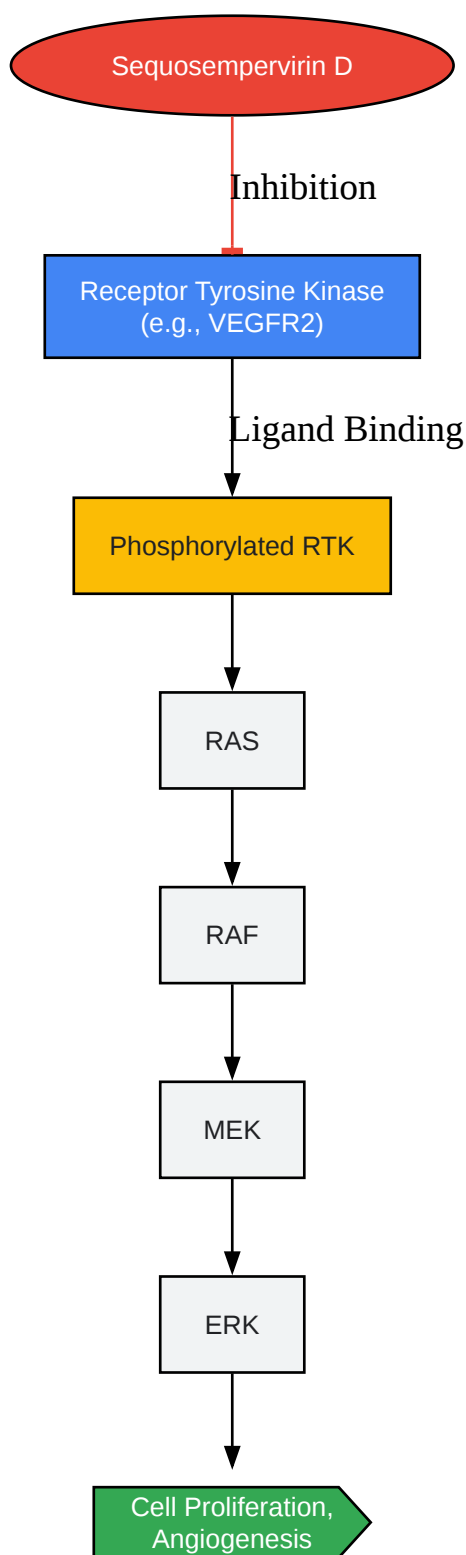 Sequosempervirin D
Inhibition
Receptor Tyrosine Kinase
(e.g., VEGFR2)
Ligand Binding
Phosphorylated RTK
RAS
RAF
MEK
ERK
Cell Proliferation,
Angiogenesis